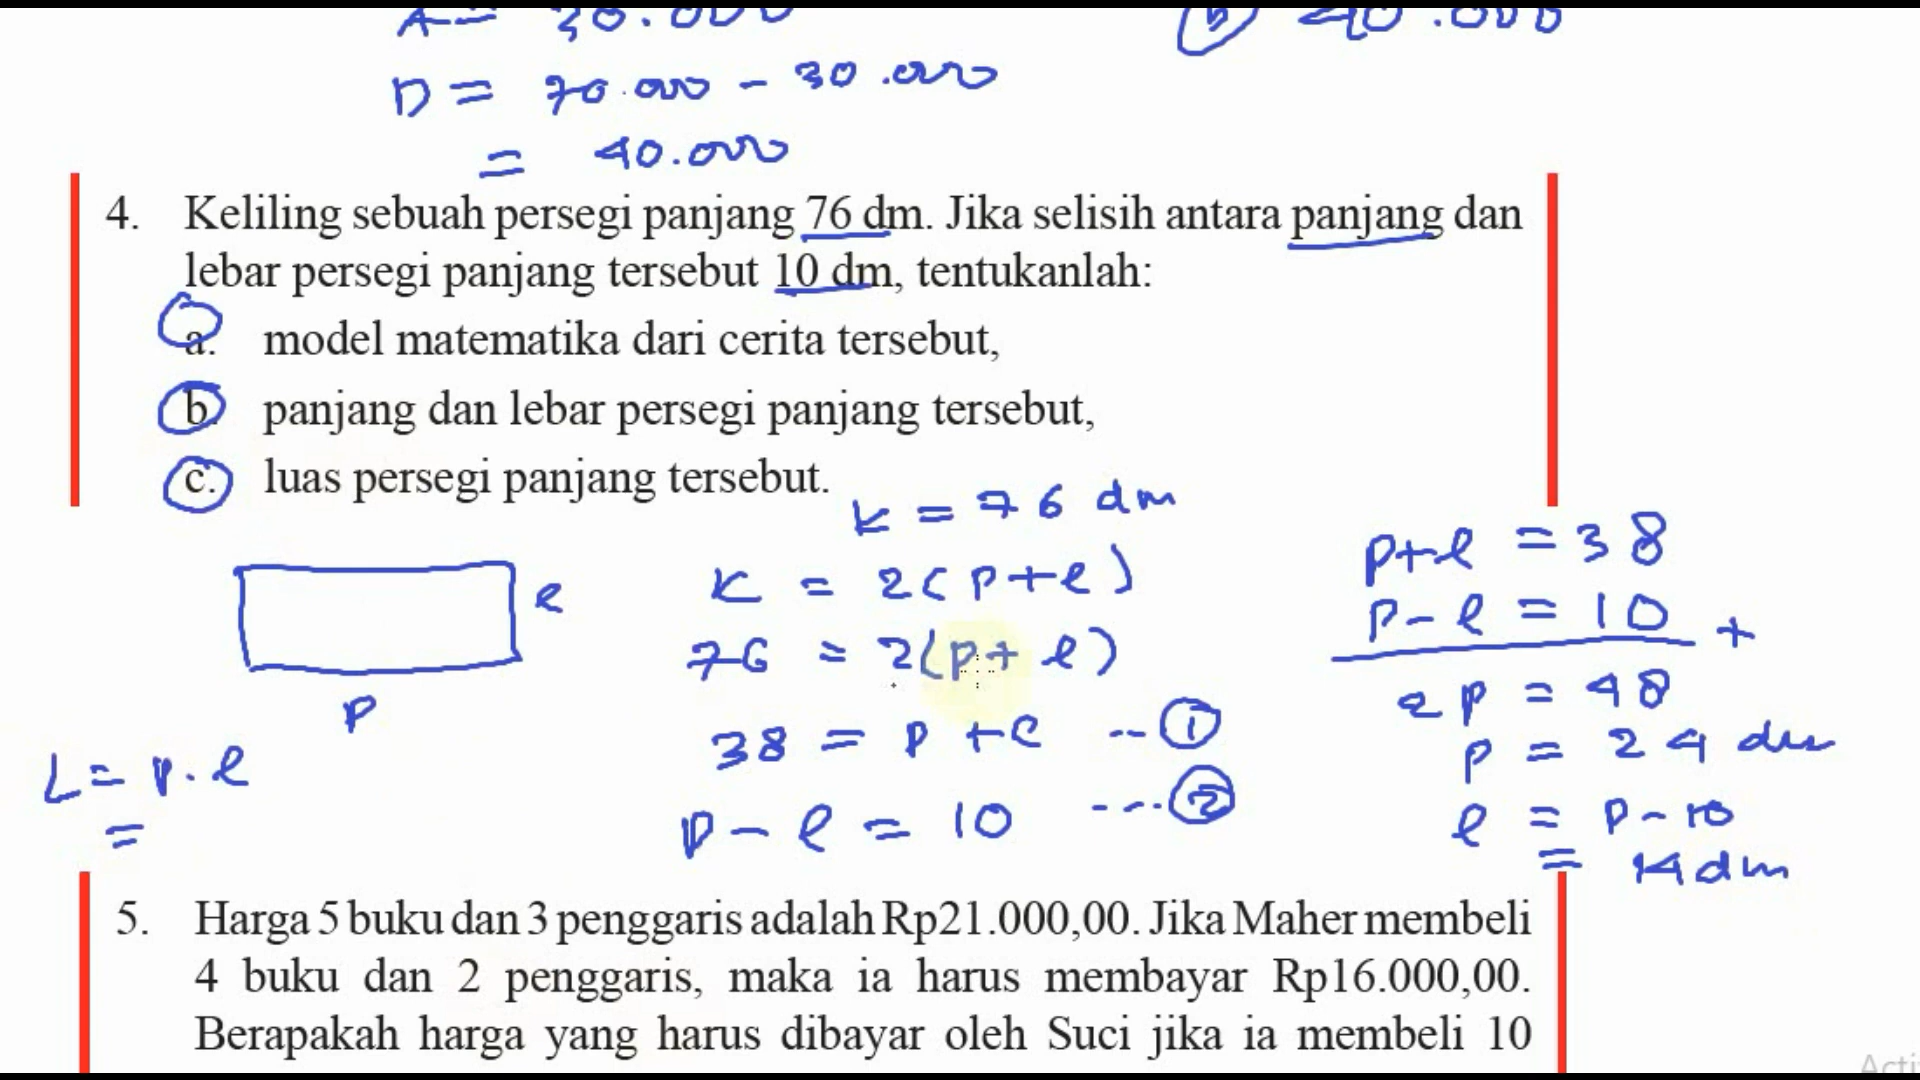 A = 30.000
b 40.000
D = 70.000 - 30.000
= 40.000
4. Keliling sebuah persegi panjang 76 dm. Jika selisih antara panjang dan
lebar persegi panjang tersebut 10 dm, tentukanlah:
a. model matematika dari cerita tersebut,
b. panjang dan lebar persegi panjang tersebut,
c. luas persegi panjang tersebut.
K = 76 dm
K = 2(p+l)
76 = 2(p+l)
38 = p + l -- 1
p - l = 10 --- 2
l
p
L = p . l
=
p+l = 38
p - l = 10 +
2p = 48
p = 24 dm
l = p - 10
= 14 dm
5. Harga 5 buku dan 3 penggaris adalah Rp21.000,00. Jika Maher membeli
4 buku dan 2 penggaris, maka ia harus membayar Rp16.000,00.
Berapakah harga yang harus dibayar oleh Suci jika ia membeli 10